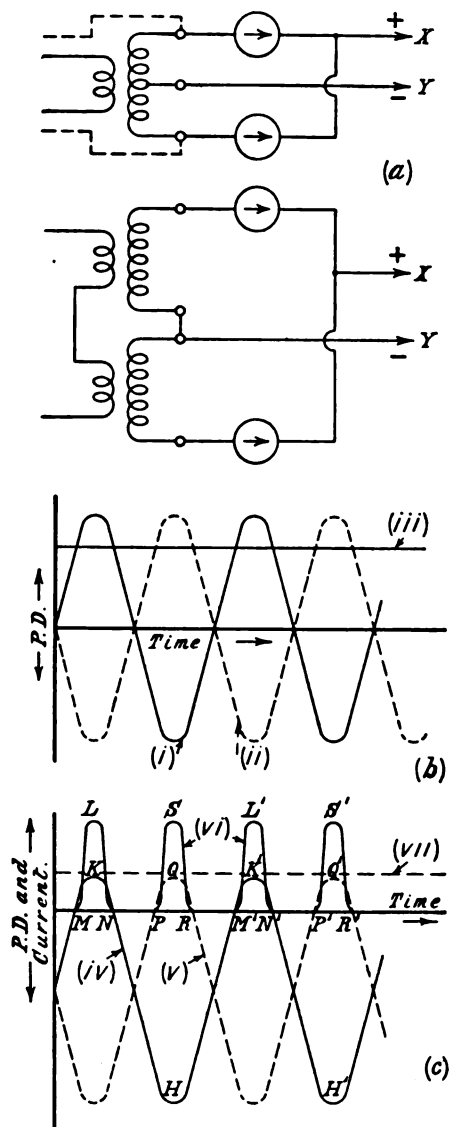 +
X
Y
−
(a)
+
X
Y
−
(iii)
P.D.
Time
(i)
(ii)
(b)
L S L' S'
(vi)
(vii)
K Q K' Q'
Time
M N P R M' N' P' R'
P.D. and
Current.
(iv)
(v)
H H'
(c)